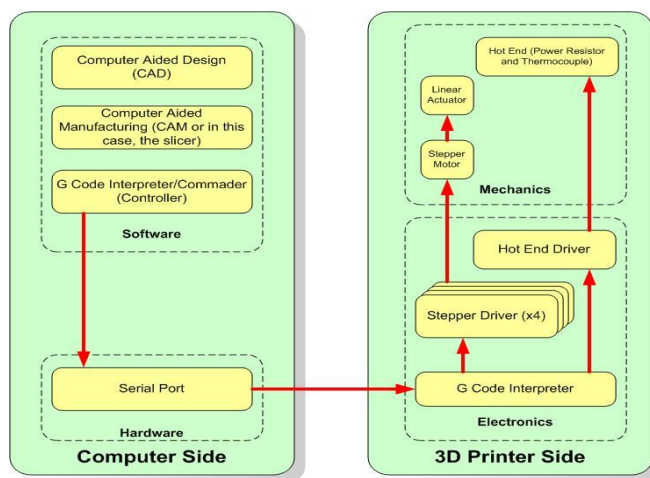 Computer Aided Design
(CAD)
Computer Aided
Manufacturing (CAM or in this
case, the slicer)
G Code Interpreter/Commader
(Controller)
Software
Serial Port
Hardware
Computer Side
Hot End (Power Resistor
and Thermocouple)
Linear
Actuator
Stepper
Motor
Mechanics
Hot End Driver
Stepper Driver (x4)
G Code Interpreter
Electronics
3D Printer Side